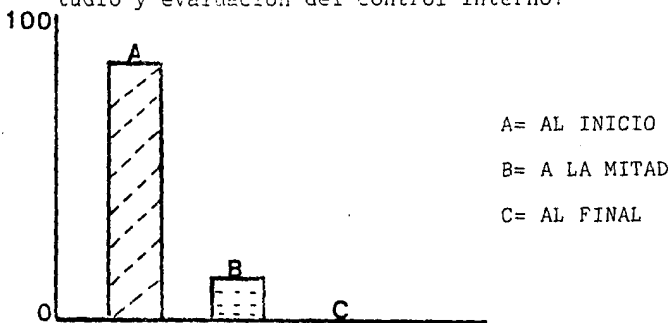 tudio y evaluación del control interno?
100
A
A= AL INICIO
B= A LA MITAD
C= AL FINAL
B
0
C